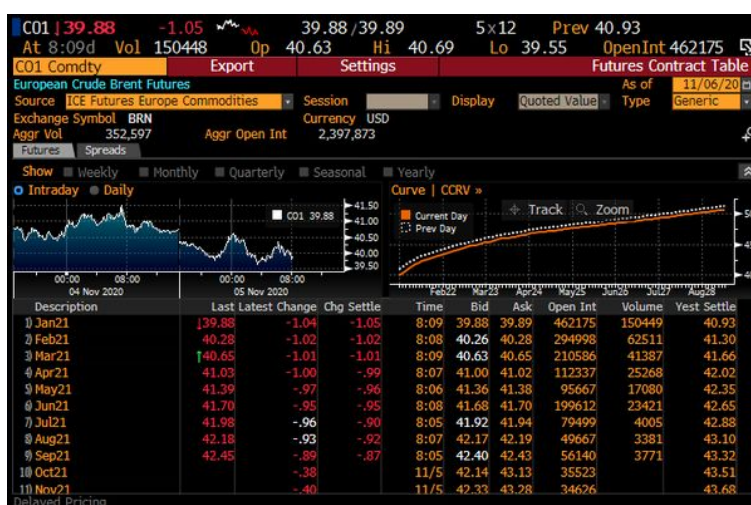 CO1 ↓39.88 -1.05 39.88/39.89 5×12 Prev 40.93
At 8:09d Vol 150448 Op 40.63 Hi 40.69 Lo 39.55 OpenInt 462175
CO1 Comdty Export Settings Futures Contract Table
European Crude Brent Futures As of 11/06/20
Source ICE Futures Europe Commodities Session Display Quoted Value Type Generic
Exchange Symbol BRN Currency USD
Aggr Vol 352,597 Aggr Open Int 2,397,873
Futures Spreads
Show Weekly Monthly Quarterly Seasonal Yearly
Intraday Daily Curve | CCRV »
CO1 39.88
41.50
41.00
40.50
40.00
39.50
00:00 08:00 00:00 08:00
04 Nov 2020 05 Nov 2020
Current Day
Prev Day
Track Zoom
Feb22 Mar23 Apr24 May25 Jun26 Jul27 Aug28
Description Last Latest Change Chg Settle Time Bid Ask Open Int Volume Yest Settle
1) Jan21 ↓39.88 -1.04 -1.05 8:09 39.88 39.89 462175 150449 40.93
2) Feb21 40.28 -1.02 -1.02 8:08 40.26 40.28 294998 62511 41.30
3) Mar21 ↑40.65 -1.01 -1.01 8:09 40.63 40.65 210586 41387 41.66
4) Apr21 41.03 -1.00 -.99 8:07 41.00 41.02 112337 25268 42.02
5) May21 41.39 -.97 -.96 8:06 41.36 41.38 95667 17080 42.35
6) Jun21 41.70 -.95 -.95 8:08 41.68 41.70 199612 23421 42.65
7) Jul21 41.98 -.96 -.90 8:05 41.92 41.94 79499 4005 42.88
8) Aug21 42.18 -.93 -.92 8:07 42.17 42.19 49667 3381 43.10
9) Sep21 42.45 -.89 -.87 8:05 42.40 42.43 56140 3771 43.32
10) Oct21 -.38 11/5 42.14 43.13 35523 43.51
11) Nov21 -.40 11/5 42.33 43.28 34626 43.68
Delayed Pricing